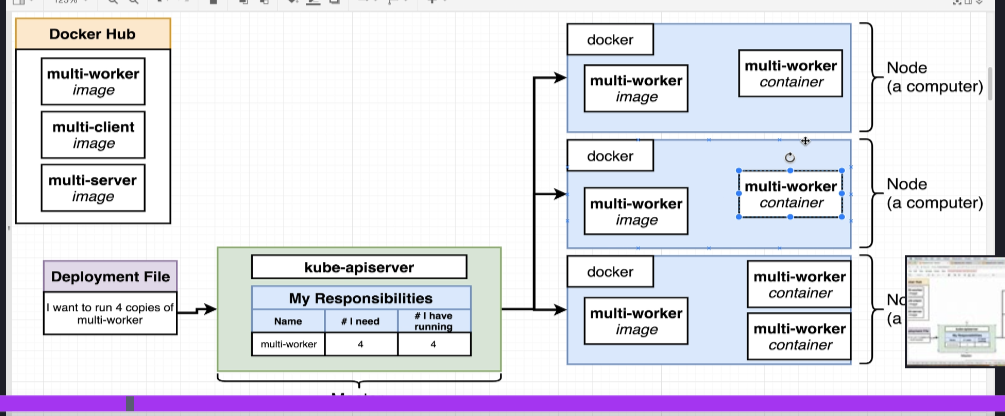 Docker Hub
multi-worker
image
multi-client
image
multi-server
image
Deployment File
I want to run 4 copies of
multi-worker
kube-apiserver
My Responsibilities
Name # I need # I have
running
multi-worker 4 4
docker
multi-worker
image
multi-worker
container
Node
(a computer)
docker
multi-worker
image
multi-worker
container
Node
(a computer)
docker
multi-worker
image
multi-worker
container
multi-worker
container